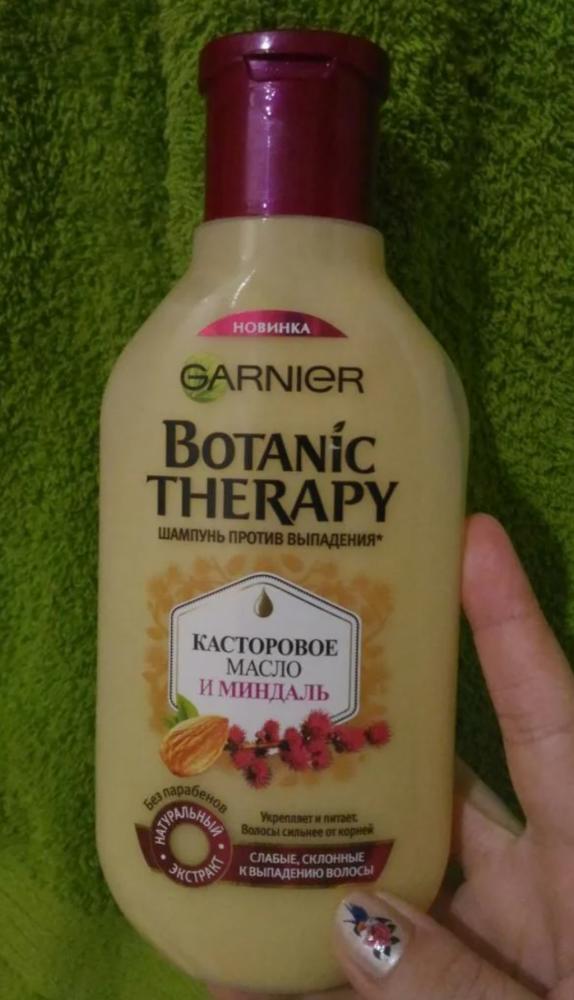 НОВИНКА
GARNIER
BOTANIC
THERAPY
ШАМПУНЬ ПРОТИВ ВЫПАДЕНИЯ*
КАСТОРОВОЕ
МАСЛО
И МИНДАЛЬ
Без парабенов
НАТУРАЛЬНЫЙ
ЭКСТРАКТ
Укрепляет и питает.
Волосы сильнее от корней
СЛАБЫЕ, СКЛОННЫЕ
К ВЫПАДЕНИЮ ВОЛОСЫ